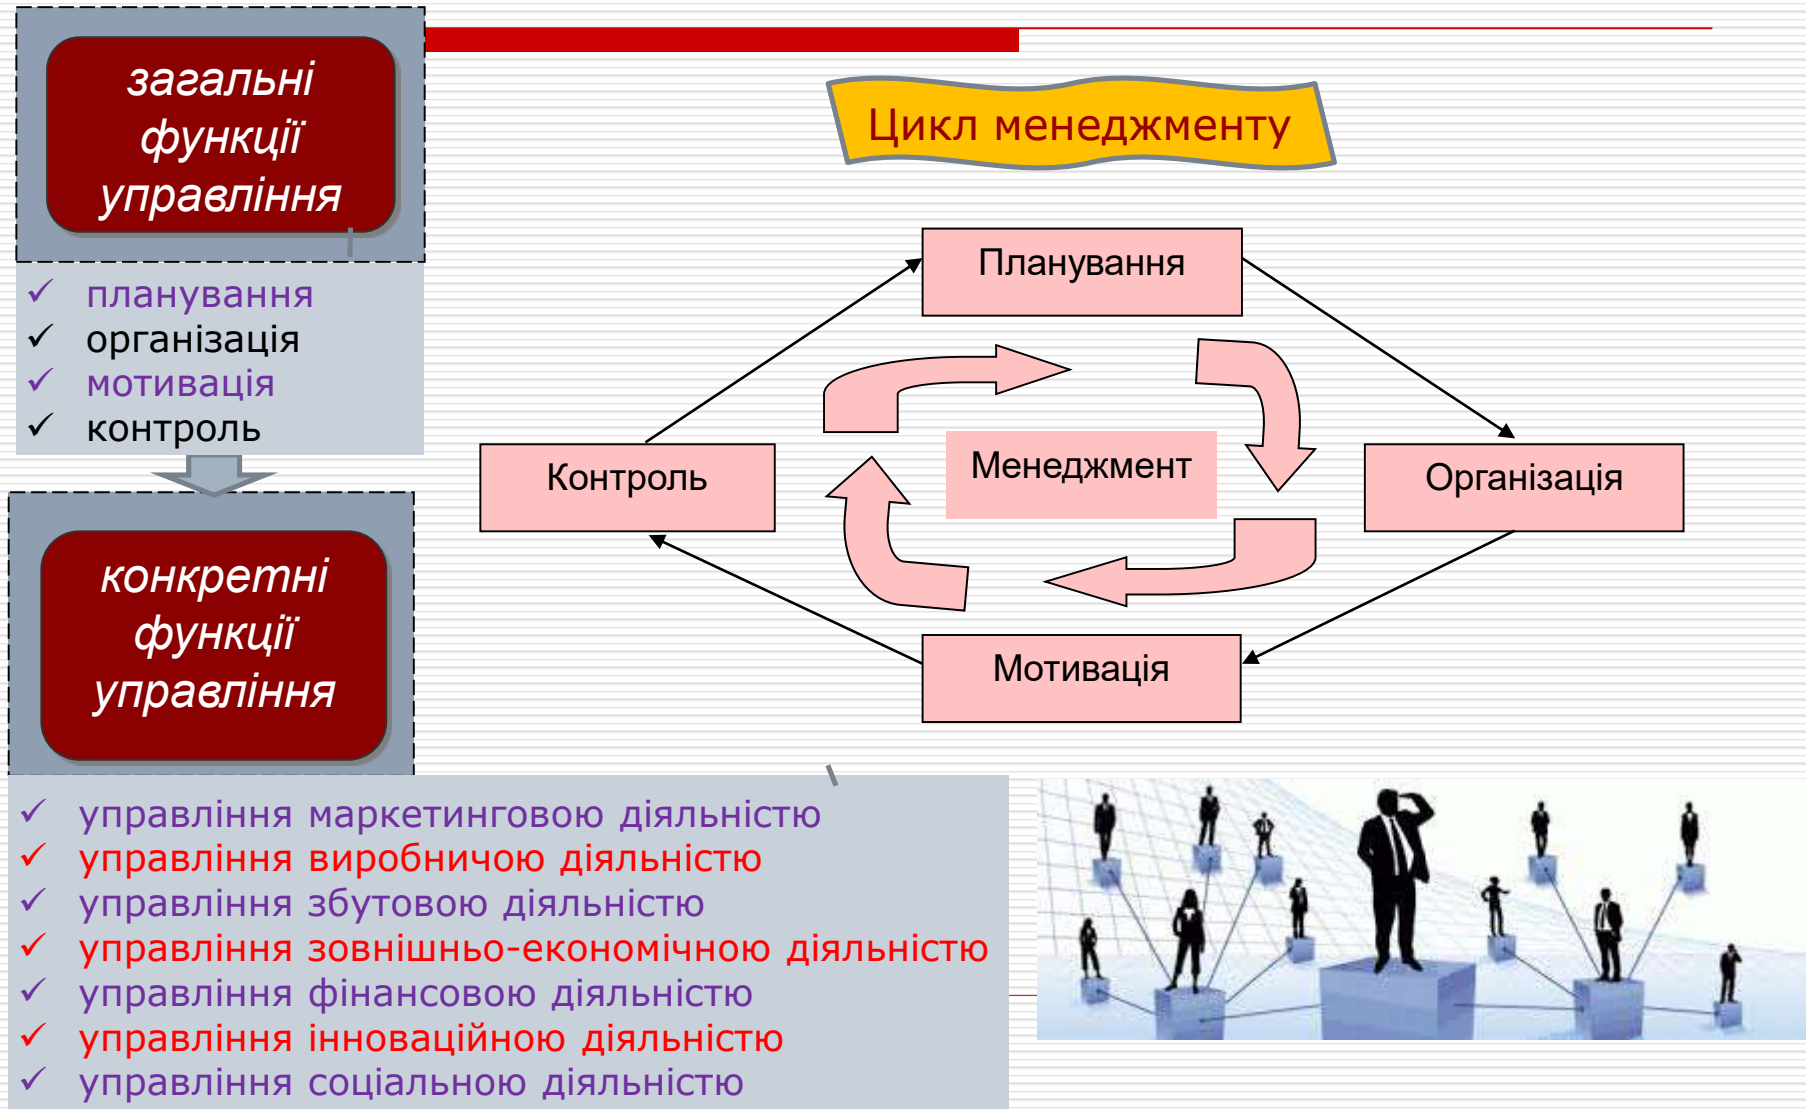 загальні
функції
управління
планування
організація
мотивація
контроль
конкретні
функції
управління
управління маркетинговою діяльністю
управління виробничою діяльністю
управління збутовою діяльністю
управління зовнішньо-економічною діяльністю
управління фінансовою діяльністю
управління інноваційною діяльністю
управління соціальною діяльністю
Цикл менеджменту
Планування
Контроль
Менеджмент
Організація
Мотивація